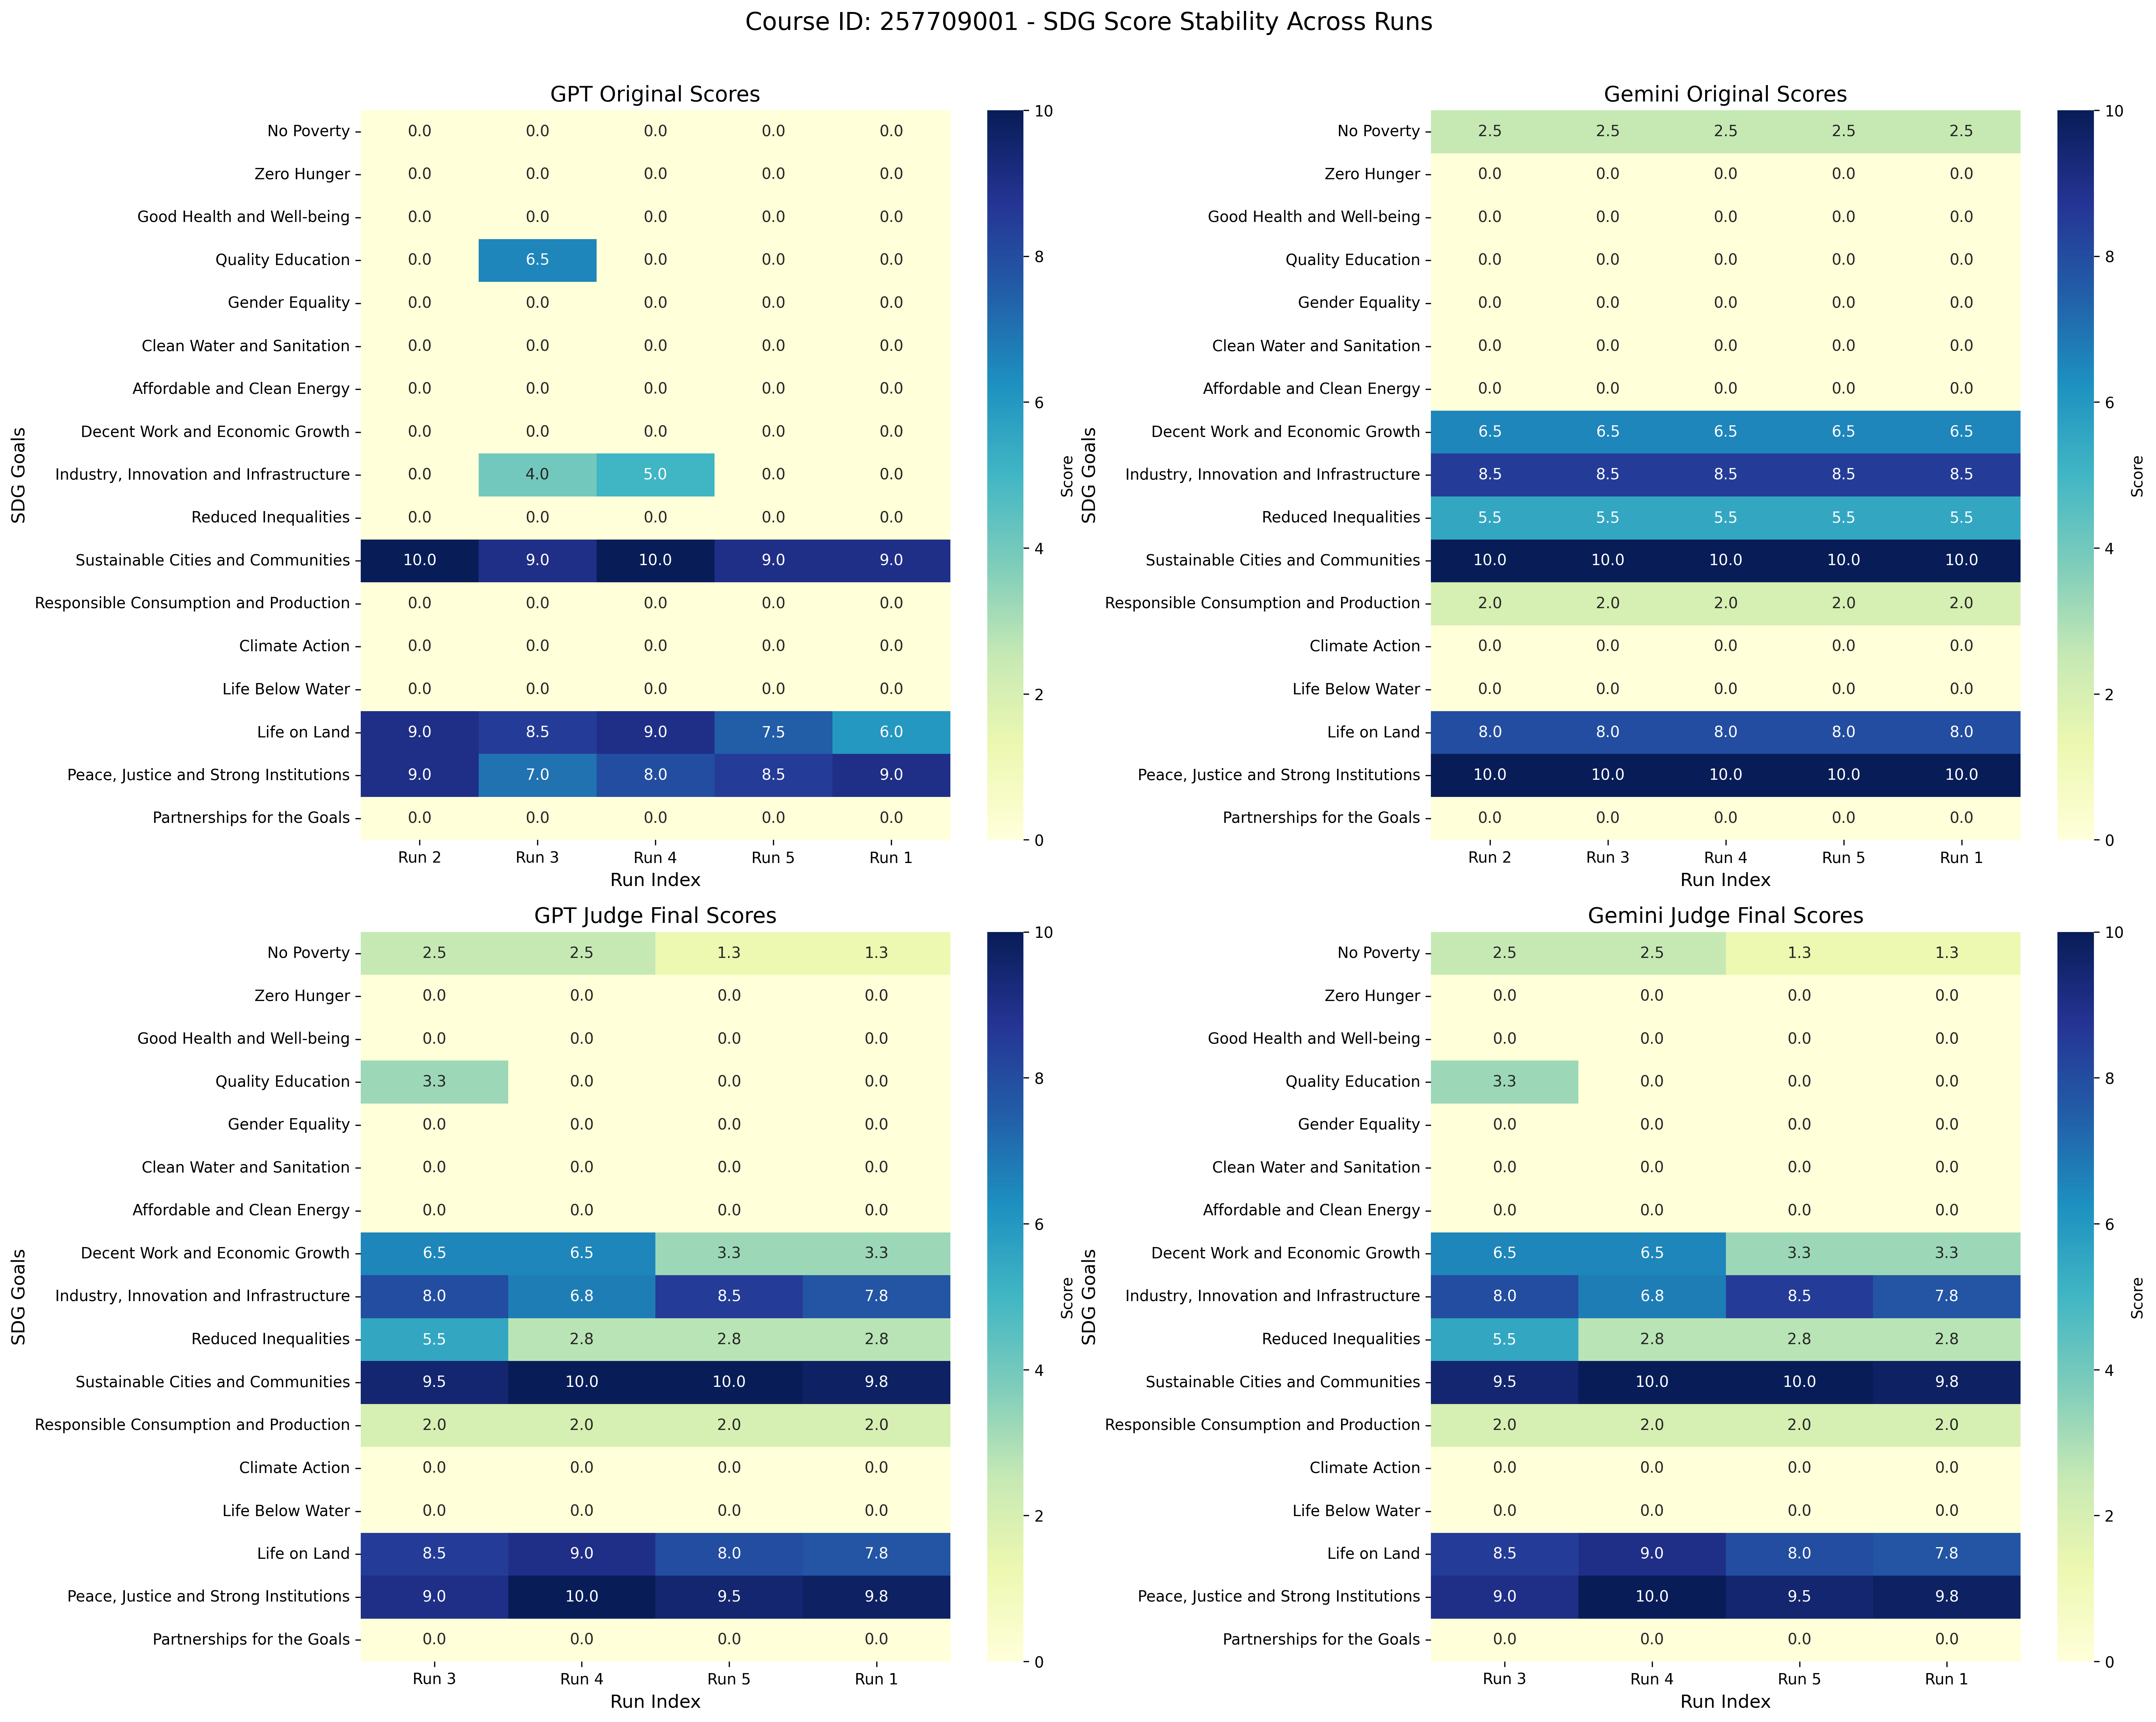 Course ID: 257709001 - SDG Score Stability Across Runs
GPT Original Scores
No Poverty 0.0 0.0 0.0 0.0 0.0
Zero Hunger 0.0 0.0 0.0 0.0 0.0
Good Health and Well-being 0.0 0.0 0.0 0.0 0.0
Quality Education 0.0 6.5 0.0 0.0 0.0
Gender Equality 0.0 0.0 0.0 0.0 0.0
Clean Water and Sanitation 0.0 0.0 0.0 0.0 0.0
Affordable and Clean Energy 0.0 0.0 0.0 0.0 0.0
Decent Work and Economic Growth 0.0 0.0 0.0 0.0 0.0
Industry, Innovation and Infrastructure 0.0 4.0 5.0 0.0 0.0
Reduced Inequalities 0.0 0.0 0.0 0.0 0.0
Sustainable Cities and Communities 10.0 9.0 10.0 9.0 9.0
Responsible Consumption and Production 0.0 0.0 0.0 0.0 0.0
Climate Action 0.0 0.0 0.0 0.0 0.0
Life Below Water 0.0 0.0 0.0 0.0 0.0
Life on Land 9.0 8.5 9.0 7.5 6.0
Peace, Justice and Strong Institutions 9.0 7.0 8.0 8.5 9.0
Partnerships for the Goals 0.0 0.0 0.0 0.0 0.0
Run 2 Run 3 Run 4 Run 5 Run 1
Run Index
SDG Goals
10
8
6
4
2
0
Score
Gemini Original Scores
No Poverty 2.5 2.5 2.5 2.5 2.5
Zero Hunger 0.0 0.0 0.0 0.0 0.0
Good Health and Well-being 0.0 0.0 0.0 0.0 0.0
Quality Education 0.0 0.0 0.0 0.0 0.0
Gender Equality 0.0 0.0 0.0 0.0 0.0
Clean Water and Sanitation 0.0 0.0 0.0 0.0 0.0
Affordable and Clean Energy 0.0 0.0 0.0 0.0 0.0
Decent Work and Economic Growth 6.5 6.5 6.5 6.5 6.5
Industry, Innovation and Infrastructure 8.5 8.5 8.5 8.5 8.5
Reduced Inequalities 5.5 5.5 5.5 5.5 5.5
Sustainable Cities and Communities 10.0 10.0 10.0 10.0 10.0
Responsible Consumption and Production 2.0 2.0 2.0 2.0 2.0
Climate Action 0.0 0.0 0.0 0.0 0.0
Life Below Water 0.0 0.0 0.0 0.0 0.0
Life on Land 8.0 8.0 8.0 8.0 8.0
Peace, Justice and Strong Institutions 10.0 10.0 10.0 10.0 10.0
Partnerships for the Goals 0.0 0.0 0.0 0.0 0.0
Run 2 Run 3 Run 4 Run 5 Run 1
Run Index
SDG Goals
10
8
6
4
2
0
Score
GPT Judge Final Scores
No Poverty 2.5 2.5 1.3 1.3
Zero Hunger 0.0 0.0 0.0 0.0
Good Health and Well-being 0.0 0.0 0.0 0.0
Quality Education 3.3 0.0 0.0 0.0
Gender Equality 0.0 0.0 0.0 0.0
Clean Water and Sanitation 0.0 0.0 0.0 0.0
Affordable and Clean Energy 0.0 0.0 0.0 0.0
Decent Work and Economic Growth 6.5 6.5 3.3 3.3
Industry, Innovation and Infrastructure 8.0 6.8 8.5 7.8
Reduced Inequalities 5.5 2.8 2.8 2.8
Sustainable Cities and Communities 9.5 10.0 10.0 9.8
Responsible Consumption and Production 2.0 2.0 2.0 2.0
Climate Action 0.0 0.0 0.0 0.0
Life Below Water 0.0 0.0 0.0 0.0
Life on Land 8.5 9.0 8.0 7.8
Peace, Justice and Strong Institutions 9.0 10.0 9.5 9.8
Partnerships for the Goals 0.0 0.0 0.0 0.0
Run 3 Run 4 Run 5 Run 1
Run Index
SDG Goals
10
8
6
4
2
0
Score
Gemini Judge Final Scores
No Poverty 2.5 2.5 1.3 1.3
Zero Hunger 0.0 0.0 0.0 0.0
Good Health and Well-being 0.0 0.0 0.0 0.0
Quality Education 3.3 0.0 0.0 0.0
Gender Equality 0.0 0.0 0.0 0.0
Clean Water and Sanitation 0.0 0.0 0.0 0.0
Affordable and Clean Energy 0.0 0.0 0.0 0.0
Decent Work and Economic Growth 6.5 6.5 3.3 3.3
Industry, Innovation and Infrastructure 8.0 6.8 8.5 7.8
Reduced Inequalities 5.5 2.8 2.8 2.8
Sustainable Cities and Communities 9.5 10.0 10.0 9.8
Responsible Consumption and Production 2.0 2.0 2.0 2.0
Climate Action 0.0 0.0 0.0 0.0
Life Below Water 0.0 0.0 0.0 0.0
Life on Land 8.5 9.0 8.0 7.8
Peace, Justice and Strong Institutions 9.0 10.0 9.5 9.8
Partnerships for the Goals 0.0 0.0 0.0 0.0
Run 3 Run 4 Run 5 Run 1
Run Index
SDG Goals
10
8
6
4
2
0
Score